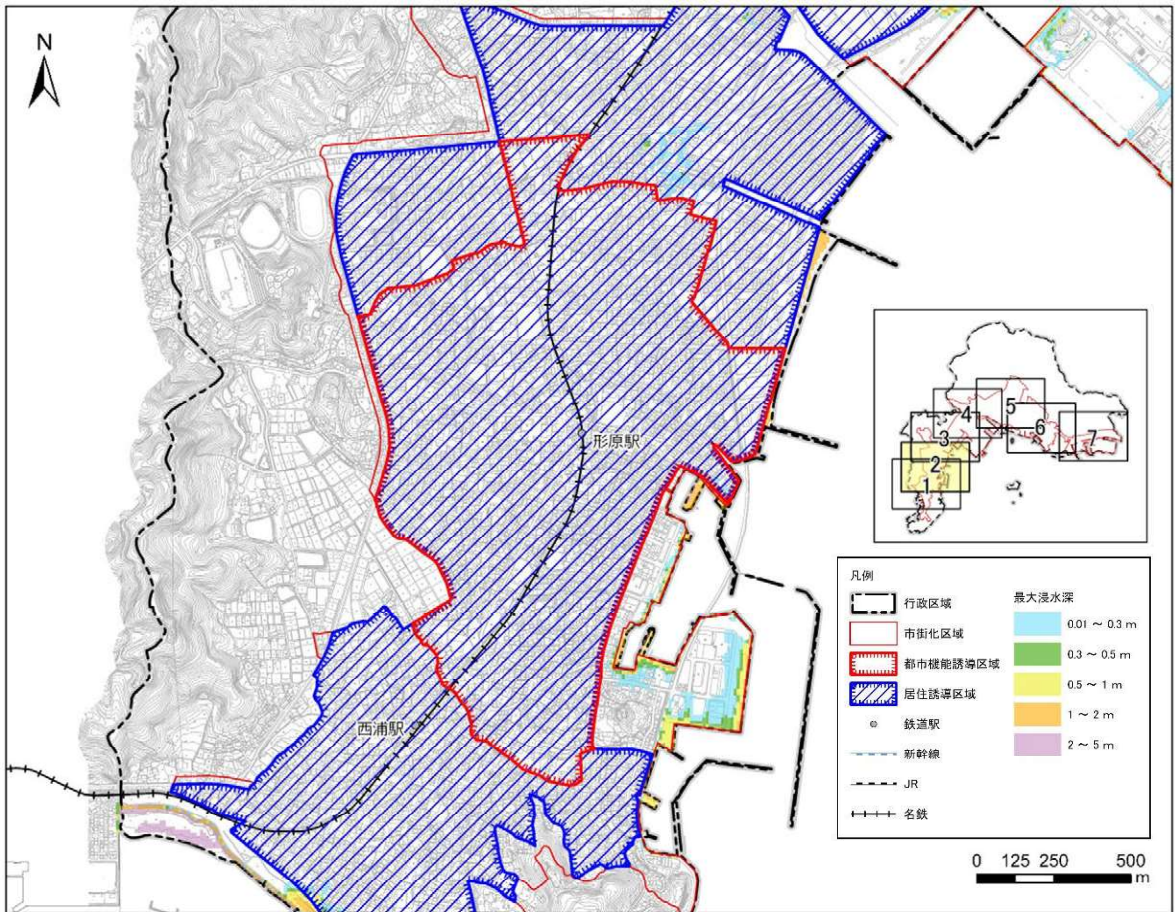 N
形原駅
西浦駅
1
2
3
4
5
6
7
凡例
行政区域
市街化区域
都市機能誘導区域
居住誘導区域
鉄道駅
新幹線
JR
名鉄
最大浸水深
0.01 ～ 0.3 m
0.3 ～ 0.5 m
0.5 ～ 1 m
1 ～ 2 m
2 ～ 5 m
0 125 250 500
m